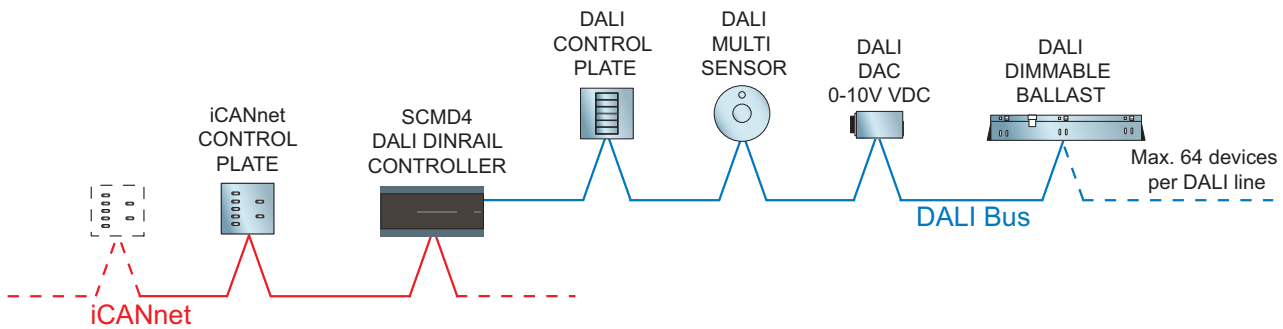 iCANnet
CONTROL
PLATE
SCMD4
DALI DINRAIL
CONTROLLER
DALI
CONTROL
PLATE
DALI
MULTI
SENSOR
DALI
DAC
0-10V VDC
DALI
DIMMABLE
BALLAST
Max. 64 devices
per DALI line
DALI Bus
iCANnet